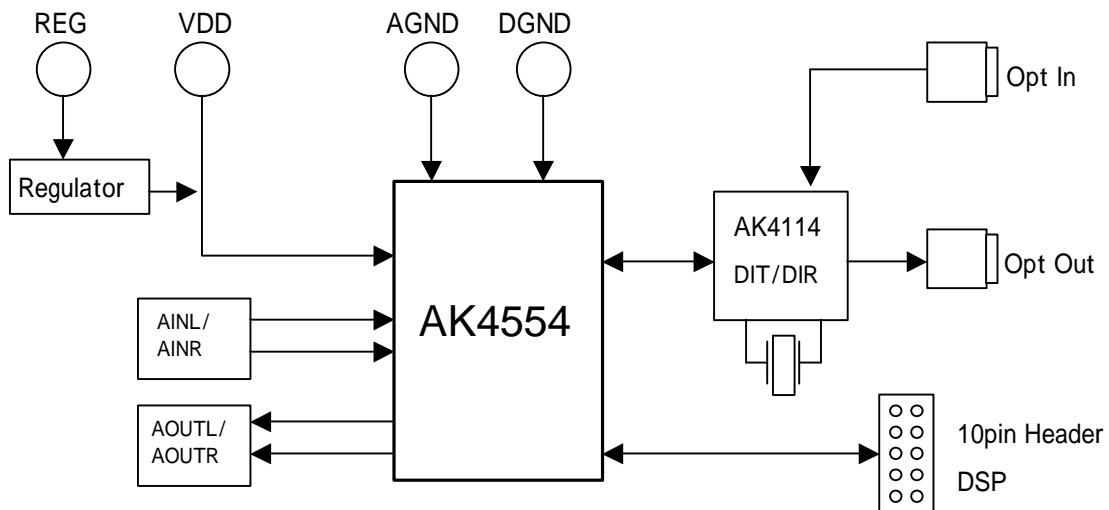 REG
VDD
AGND
DGND
Opt In
Regulator
AK4114
DIT/DIR
Opt Out
AK4554
AINL/
AINR
AOUTL/
AOUTR
10pin Header
DSP